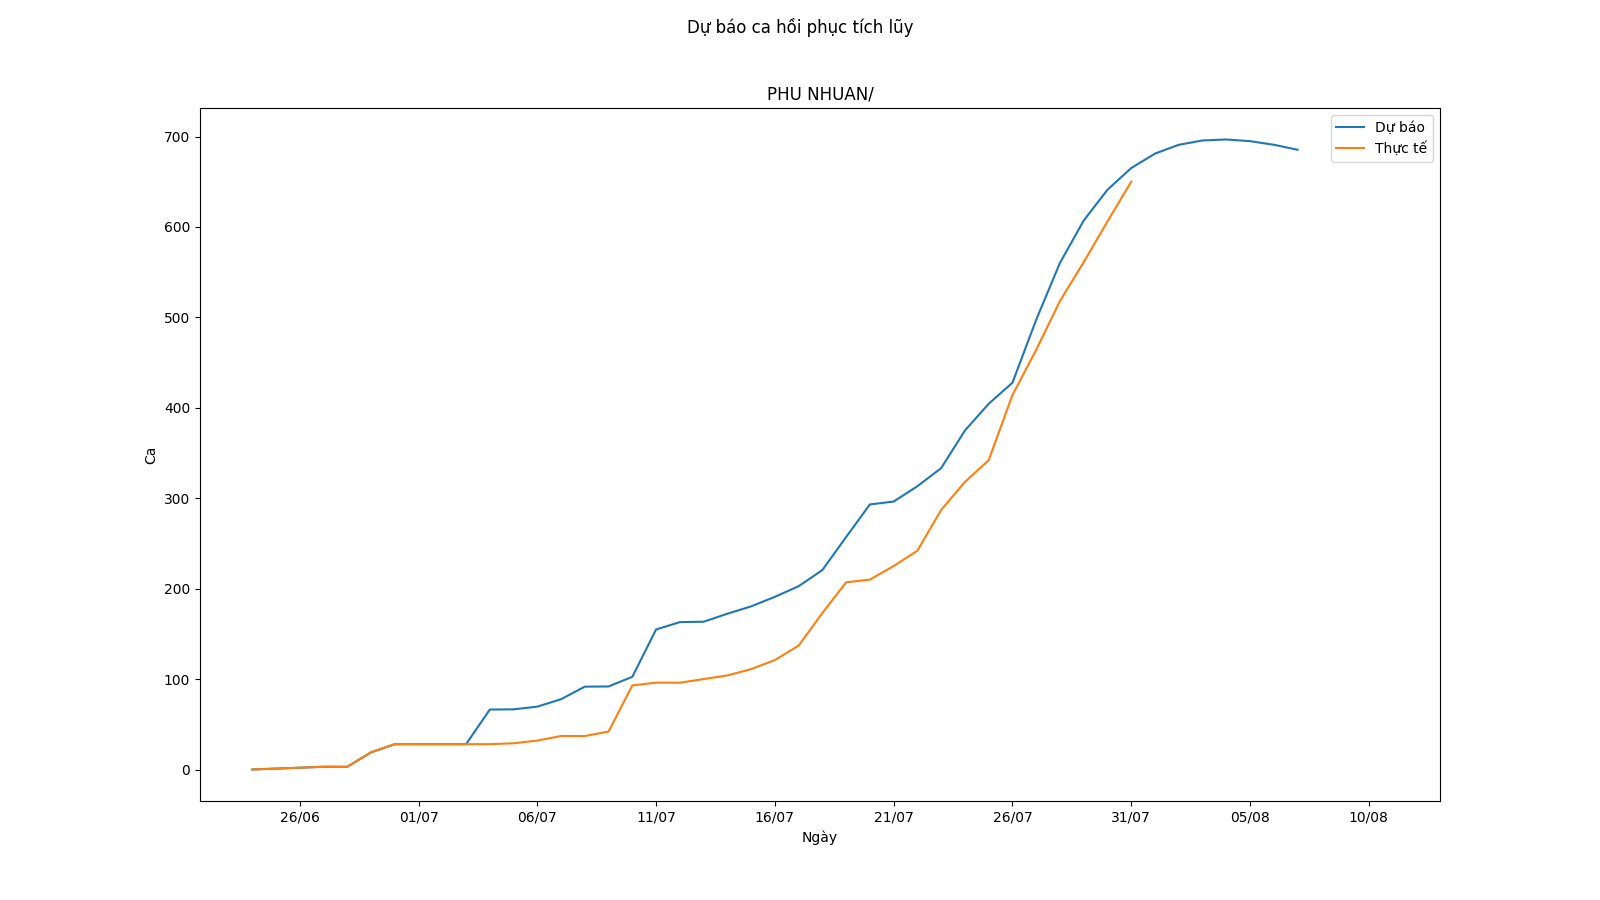 Dự báo ca hồi phục tích lũy
PHU NHUAN/
Dự báo
Thực tế
700
600
500
400
300
200
100
0
Ca
26/06 01/07 06/07 11/07 16/07 21/07 26/07 31/07 05/08 10/08
Ngày